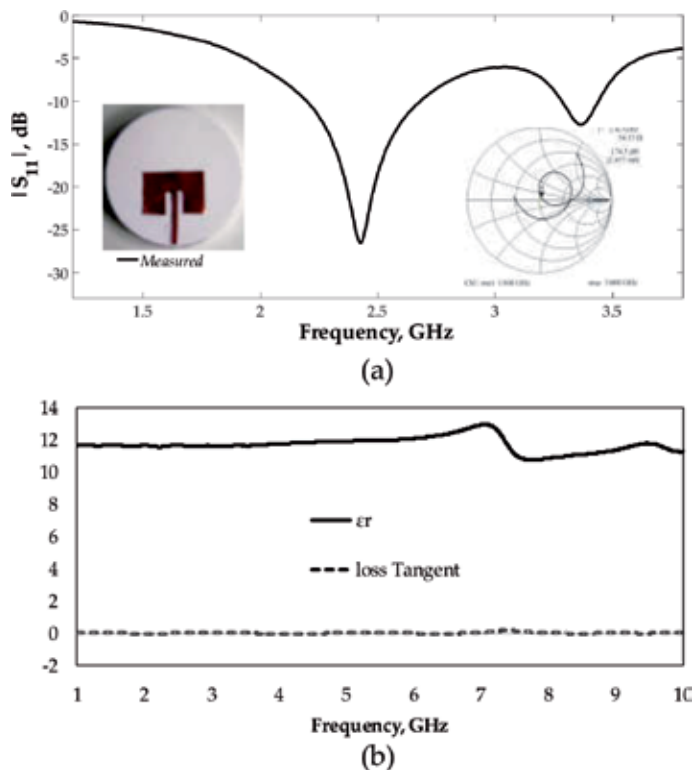 0
-5
-10
-15
-20
-25
-30
|S11|, dB
Measured
1.5 2 2.5 3 3.5
Frequency, GHz
(a)
14
12
10
8
6
4
2
0
-2
εr
loss Tangent
1 2 3 4 5 6 7 8 9 10
Frequency, GHz
(b)